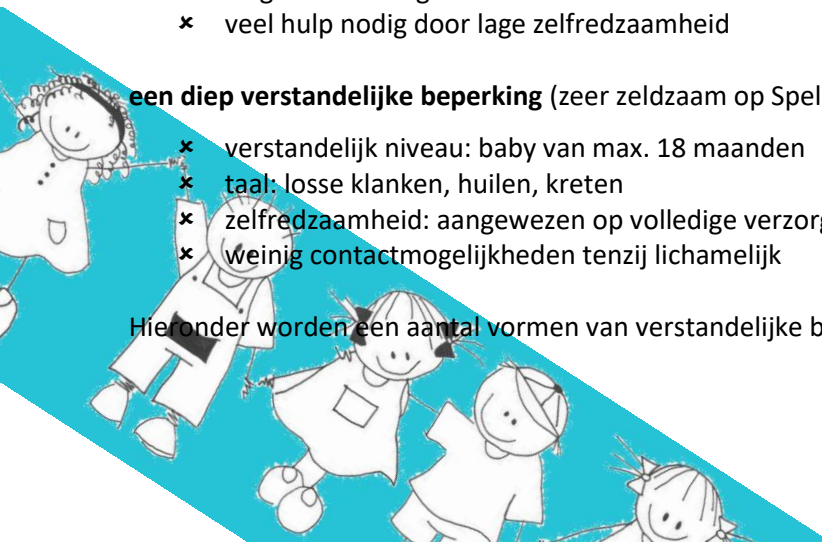 veel hulp nodig door lage zelfredzaamheid
een diep verstandelijke beperking (zeer zeldzaam op Spel
verstandelijk niveau: baby van max. 18 maanden
taal: losse klanken, huilen, kreten
zelfredzaamheid: aangewezen op volledige verzorg
weinig contactmogelijkheden tenzij lichamelijk
Hieronder worden een aantal vormen van verstandelijke b